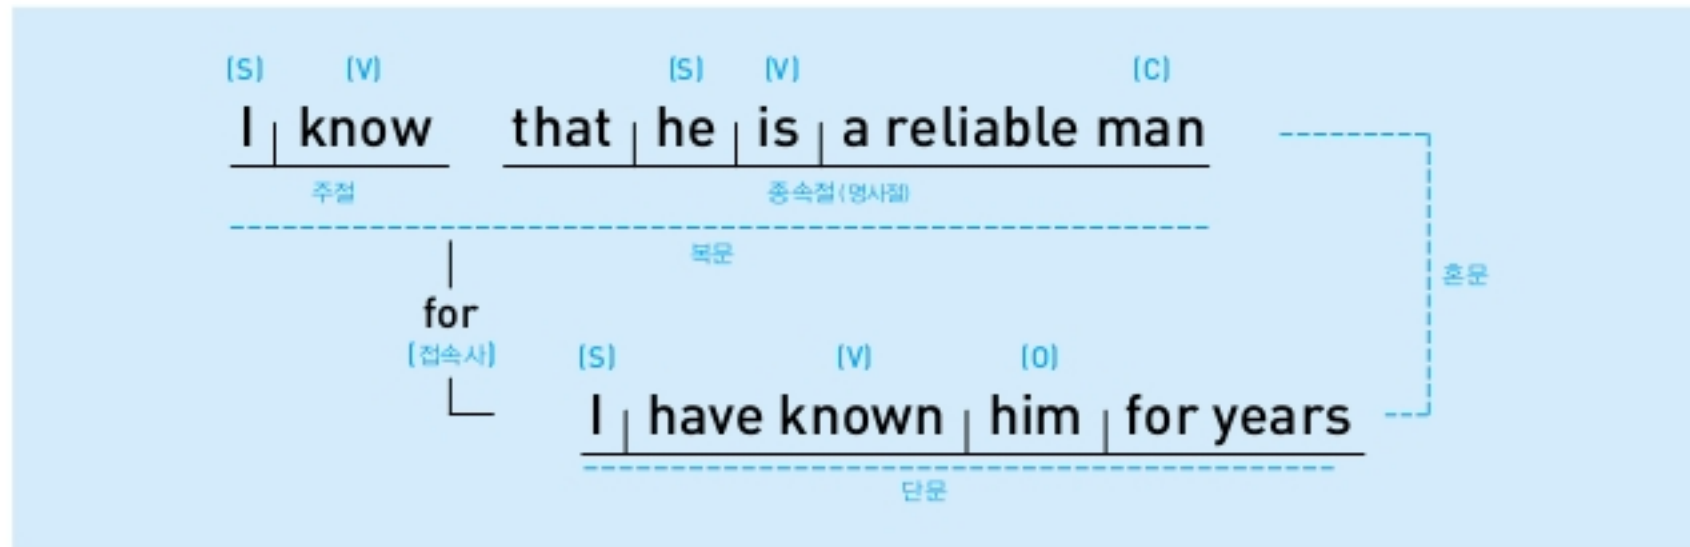 (S) (V) (S) (V) (C)
I know that he is a reliable man
주절 종속절(명사절)
복문
혼문
for
(접속사) (S) (V) (O)
I have known him for years
단문